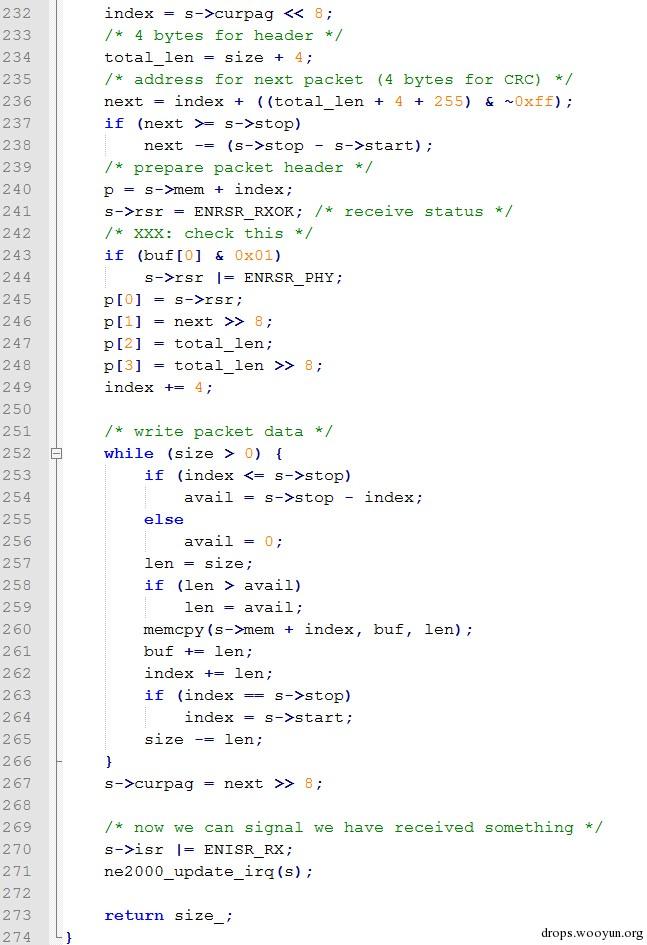 232 index = s->curpag << 8;
233 /* 4 bytes for header */
234 total_len = size + 4;
235 /* address for next packet (4 bytes for CRC) */
236 next = index + ((total_len + 4 + 255) & ~0xff);
237 if (next >= s->stop)
238 next -= (s->stop - s->start);
239 /* prepare packet header */
240 p = s->mem + index;
241 s->rsr = ENRSR_RXOK; /* receive status */
242 /* XXX: check this */
243 if (buf[0] & 0x01)
244 s->rsr |= ENRSR_PHY;
245 p[0] = s->rsr;
246 p[1] = next >> 8;
247 p[2] = total_len;
248 p[3] = total_len >> 8;
249 index += 4;
250
251 /* write packet data */
252 while (size > 0) {
253 if (index <= s->stop)
254 avail = s->stop - index;
255 else
256 avail = 0;
257 len = size;
258 if (len > avail)
259 len = avail;
260 memcpy(s->mem + index, buf, len);
261 buf += len;
262 index += len;
263 if (index == s->stop)
264 index = s->start;
265 size -= len;
266 }
267 s->curpag = next >> 8;
268
269 /* now we can signal we have received something */
270 s->isr |= ENISR_RX;
271 ne2000_update_irq(s);
272
273 return size_;
274 }
drops.wooyun.org